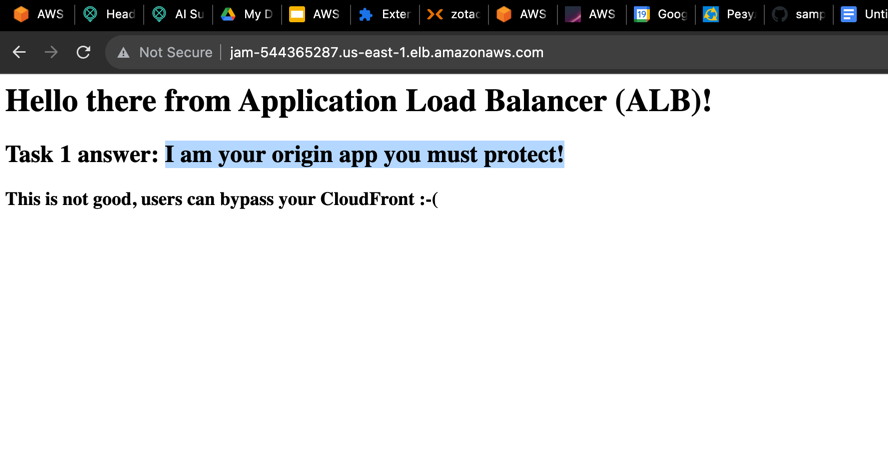 AWS Head AI Su My D AWS Exter zotac AWS AWS 19 Goog Резул samp Unti
Not Secure jam-544365287.us-east-1.elb.amazonaws.com
Hello there from Application Load Balancer (ALB)!
Task 1 answer: I am your origin app you must protect!
This is not good, users can bypass your CloudFront :-(